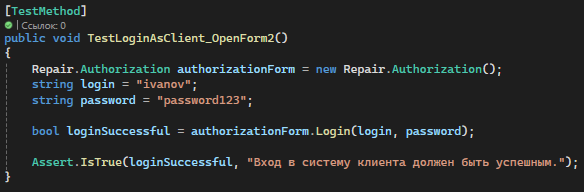 [TestMethod]
| Ссылок: 0
public void TestLoginAsClient_OpenForm2()
{
Repair.Authorization authorizationForm = new Repair.Authorization();
string login = "ivanov";
string password = "password123";
bool loginSuccessful = authorizationForm.Login(login, password);
Assert.IsTrue(loginSuccessful, "Вход в систему клиента должен быть успешным.");
}